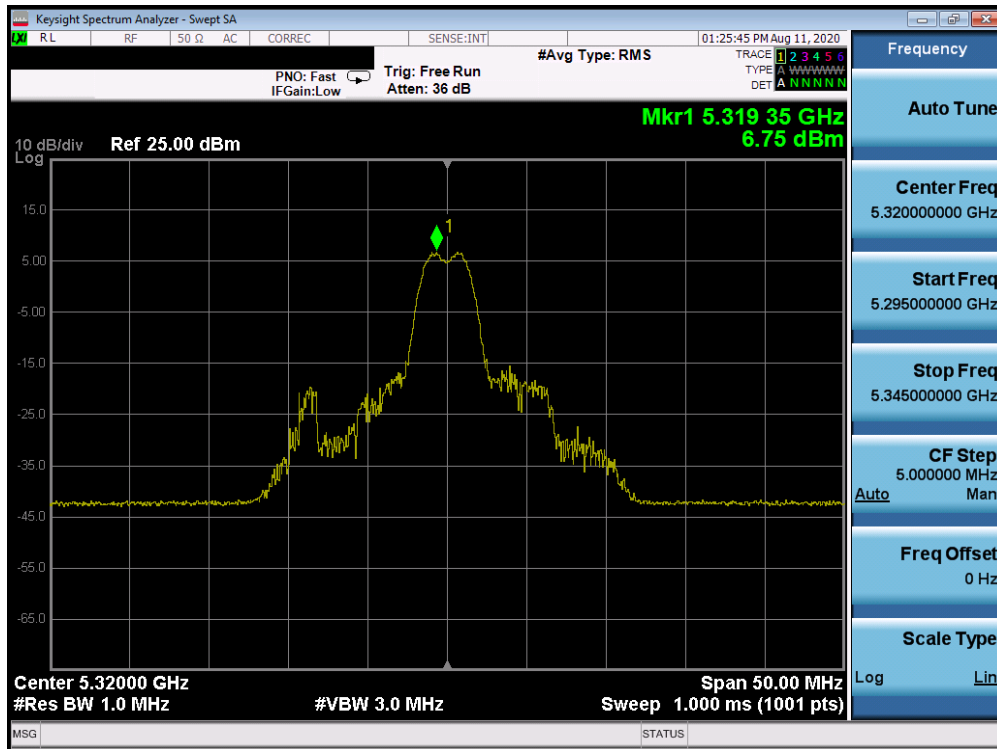 Keysight Spectrum Analyzer - Swept SA
LXI RL RF 50 Ω AC CORREC SENSE:INT 01:25:45 PM Aug 11, 2020
#Avg Type: RMS
TRACE 1 2 3 4 5 6
PNO: Fast Trig: Free Run
TYPE A WWWWW
IFGain:Low Atten: 36 dB
DET A N N N N N
Mkr1 5.319 35 GHz
6.75 dBm
10 dB/div Ref 25.00 dBm
Log
1
15.0
5.00
-5.00
-15.0
-25.0
-35.0
-45.0
-55.0
-65.0
Center 5.32000 GHz Span 50.00 MHz
#Res BW 1.0 MHz #VBW 3.0 MHz Sweep 1.000 ms (1001 pts)
MSG STATUS
Frequency
Auto Tune
Center Freq
5.320000000 GHz
Start Freq
5.295000000 GHz
Stop Freq
5.345000000 GHz
CF Step
5.000000 MHz
Auto Man
Freq Offset
0 Hz
Scale Type
Log Lin